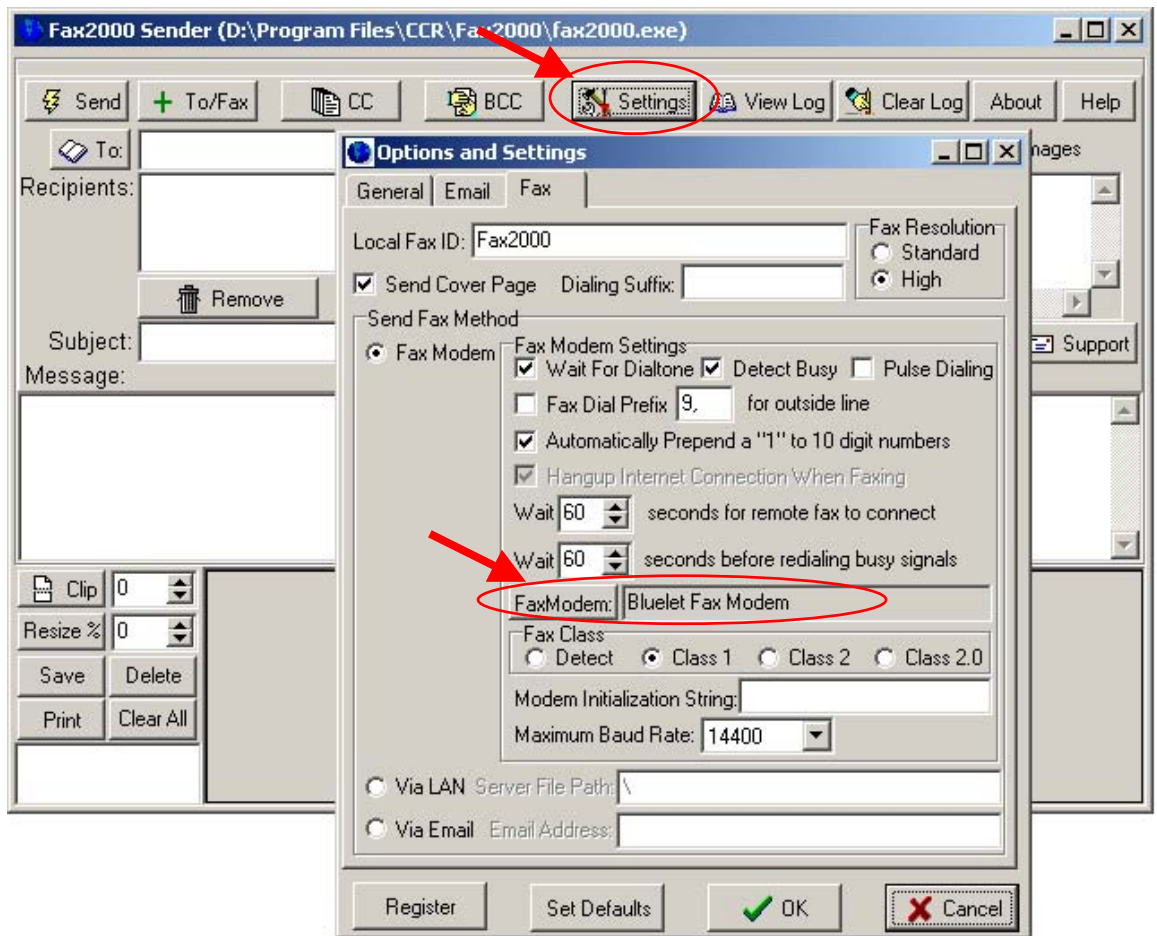 Fax2000 Sender (D:\Program Files\CCR\Fax2000\fax2000.exe)
Send
+ To/Fax
CC
BCC
Settings
View Log
Clear Log
About
Help
To:
Recipients:
Remove
Subject:
Message:
nages
Support
Clip 0
Resize % 0
Save
Delete
Print
Clear All
Options and Settings
General
Email
Fax
Local Fax ID: Fax2000
Fax Resolution
Standard
High
Send Cover Page
Dialing Suffix:
Send Fax Method
Fax Modem
Fax Modem Settings
Wait For Dialtone
Detect Busy
Pulse Dialing
Fax Dial Prefix 9, for outside line
Automatically Prepend a "1" to 10 digit numbers
Hangup Internet Connection When Faxing
Wait 60 seconds for remote fax to connect
Wait 60 seconds before redialing busy signals
FaxModem: Bluelet Fax Modem
Fax Class
Detect
Class 1
Class 2
Class 2.0
Modem Initialization String:
Maximum Baud Rate: 14400
Via LAN Server File Path: \
Via Email Email Address:
Register
Set Defaults
OK
Cancel